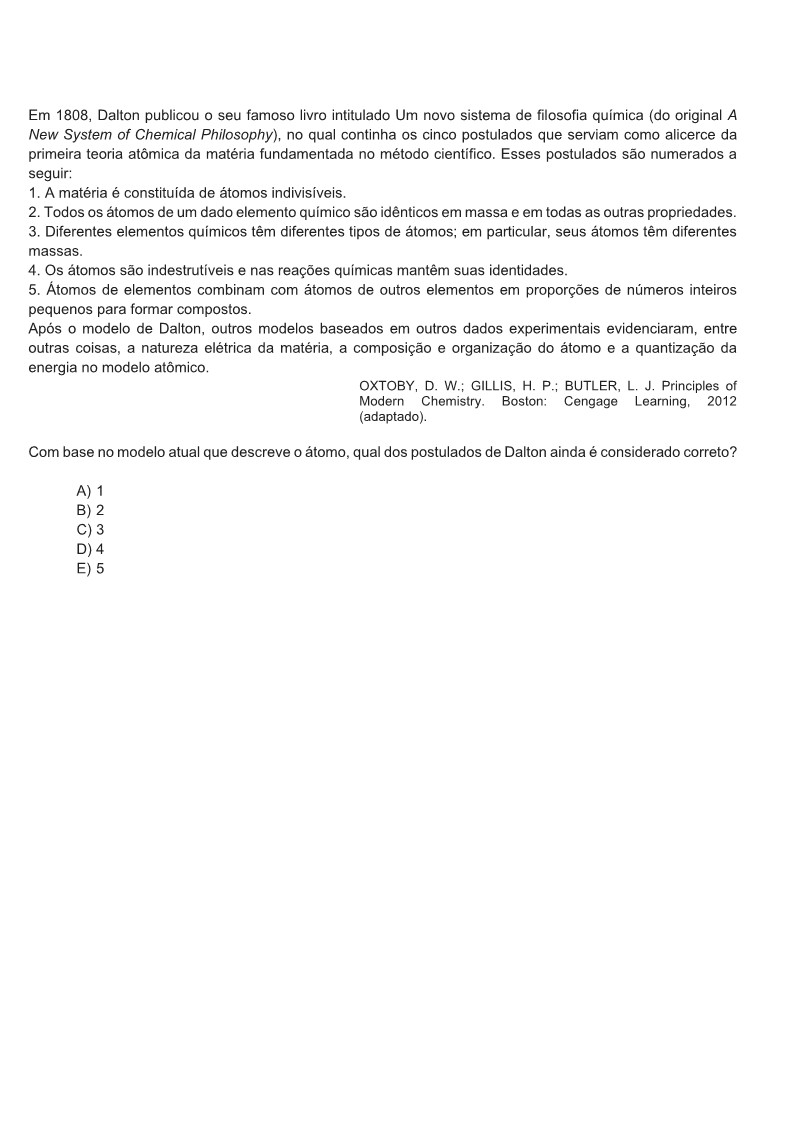 Em 1808, Dalton publicou o seu famoso livro intitulado Um novo sistema de filosofia química (do original A
New System of Chemical Philosophy), no qual continha os cinco postulados que serviam como alicerce da
primeira teoria atômica da matéria fundamentada no método científico. Esses postulados são numerados a
seguir:
1. A matéria é constituída de átomos indivisíveis.
2. Todos os átomos de um dado elemento químico são idênticos em massa e em todas as outras propriedades.
3. Diferentes elementos químicos têm diferentes tipos de átomos; em particular, seus átomos têm diferentes
massas.
4. Os átomos são indestrutíveis e nas reações químicas mantêm suas identidades.
5. Átomos de elementos combinam com átomos de outros elementos em proporções de números inteiros
pequenos para formar compostos.
Após o modelo de Dalton, outros modelos baseados em outros dados experimentais evidenciaram, entre
outras coisas, a natureza elétrica da matéria, a composição e organização do átomo e a quantização da
energia no modelo atômico.
OXTOBY, D. W.; GILLIS, H. P.; BUTLER, L. J. Principles of
Modern Chemistry. Boston: Cengage Learning, 2012
(adaptado).
Com base no modelo atual que descreve o átomo, qual dos postulados de Dalton ainda é considerado correto?
A) 1
B) 2
C) 3
D) 4
E) 5